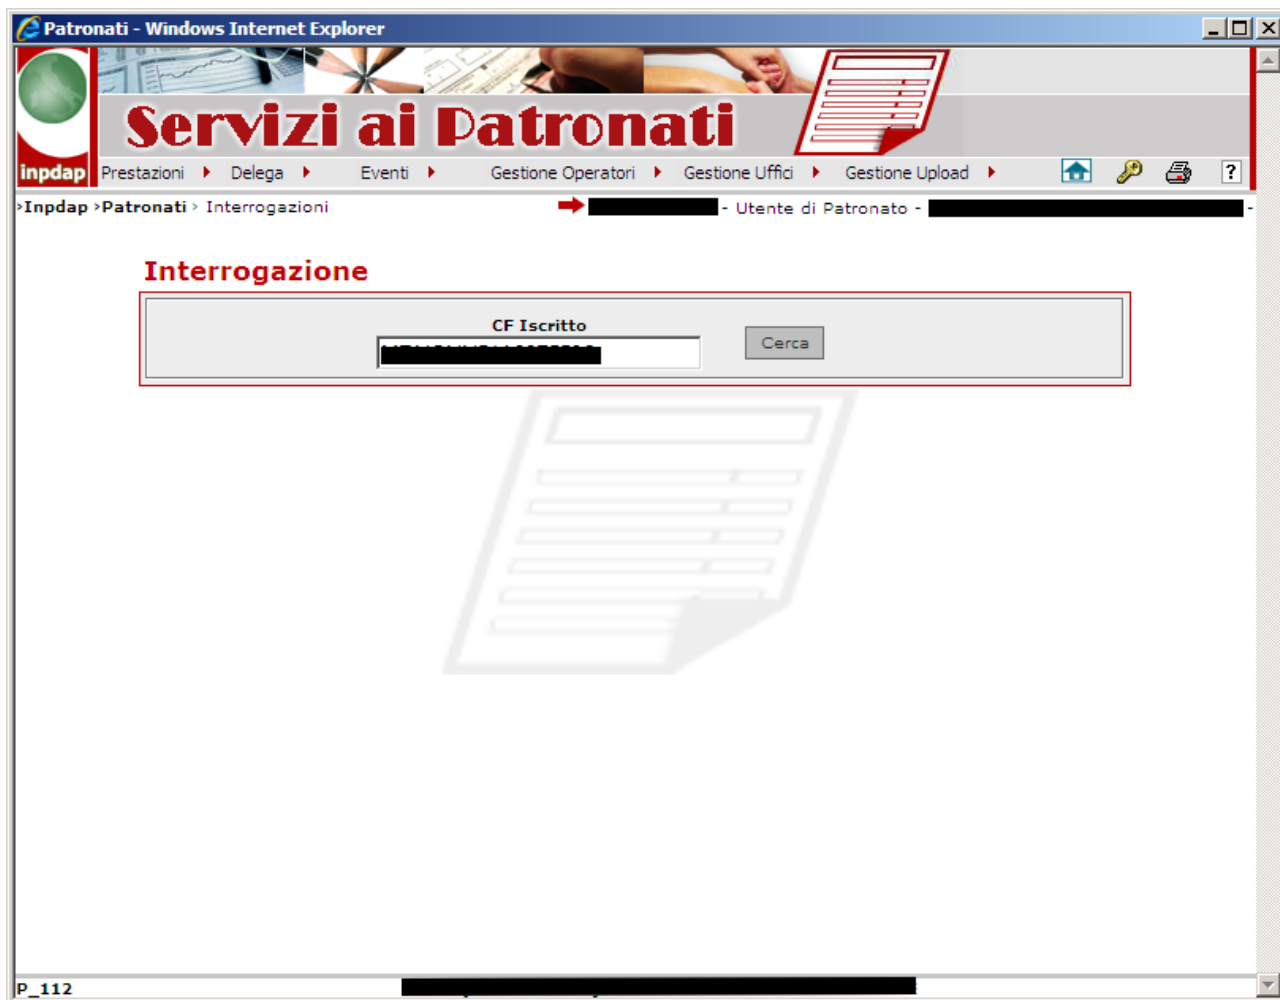 Patronati - Windows Internet Explorer
Servizi ai Patronati
inpdap Prestazioni Delega Eventi Gestione Operatori Gestione Uffici Gestione Upload ?
>Inpdap >Patronati > Interrogazioni - Utente di Patronato - -
Interrogazione
CF Iscritto
Cerca
P_112